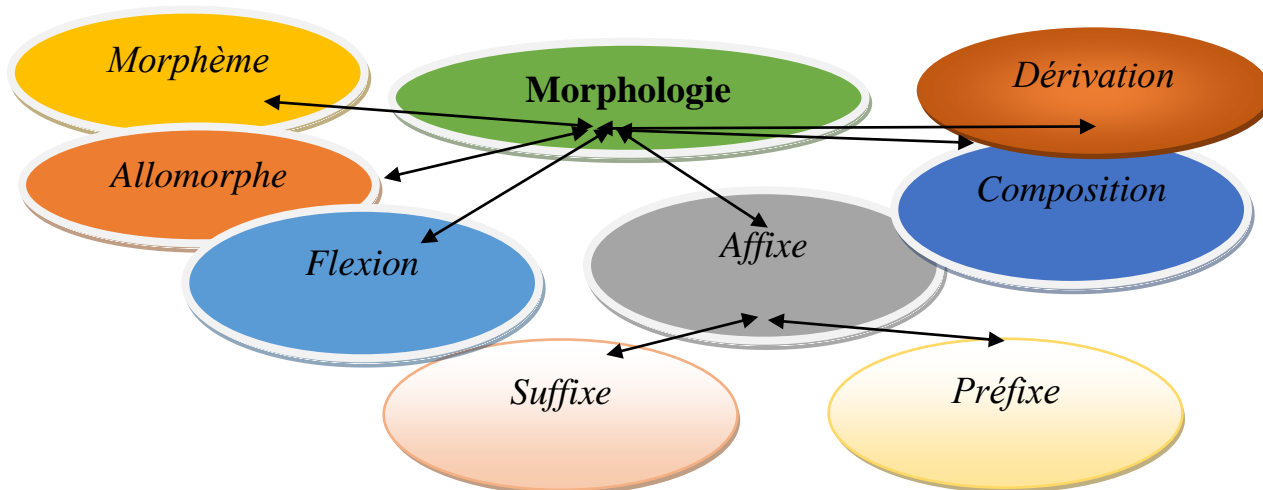 Morphème
Morphologie
Dérivation
Allomorphe
Composition
Flexion
Affixe
Suffixe
Préfixe